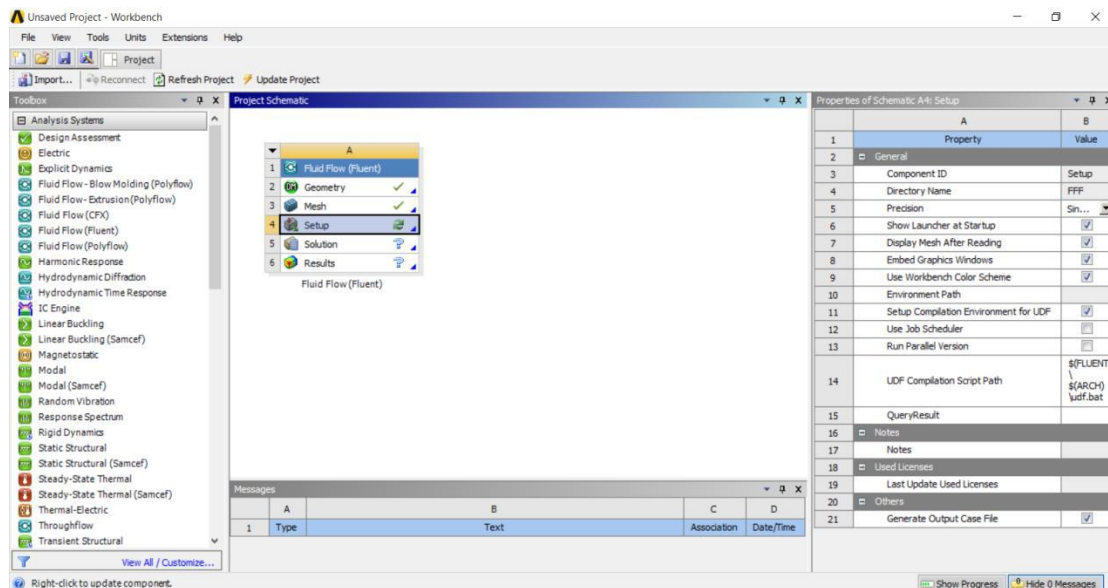 Unsaved Project - Workbench
File View Tools Units Extensions Help
Project
Import... Reconnect Refresh Project Update Project
Toolbox
Analysis Systems
Design Assessment
Electric
Explicit Dynamics
Fluid Flow - Blow Molding (Polyflow)
Fluid Flow - Extrusion (Polyflow)
Fluid Flow (CFX)
Fluid Flow (Fluent)
Fluid Flow (Polyflow)
Harmonic Response
Hydrodynamic Diffraction
Hydrodynamic Time Response
IC Engine
Linear Buckling
Linear Buckling (Samcef)
Magnetostatic
Modal
Modal (Samcef)
Random Vibration
Response Spectrum
Rigid Dynamics
Static Structural
Static Structural (Samcef)
Steady-State Thermal
Steady-State Thermal (Samcef)
Thermal-Electric
Throughflow
Transient Structural
View All / Customize...
Project Schematic
A
1 Fluid Flow (Fluent)
2 Geometry
3 Mesh
4 Setup
5 Solution
6 Results
Fluid Flow (Fluent)
Messages
A B C D
1 Type Text Association Date/Time
Properties of Schematic A4: Setup
A B
1 Property Value
2 General
3 Component ID Setup
4 Directory Name FFF
5 Precision Sin...
6 Show Launcher at Startup
7 Display Mesh After Reading
8 Embed Graphics Windows
9 Use Workbench Color Scheme
10 Environment Path
11 Setup Compilation Environment for UDF
12 Use Job Scheduler
13 Run Parallel Version
14 UDF Compilation Script Path $(FLUENT
\
$(ARCH)
\udf.bat
15 QueryResult
16 Notes
17 Notes
18 Used Licenses
19 Last Update Used Licenses
20 Others
21 Generate Output Case File
Right-click to update component.
Show Progress Hide 0 Messages